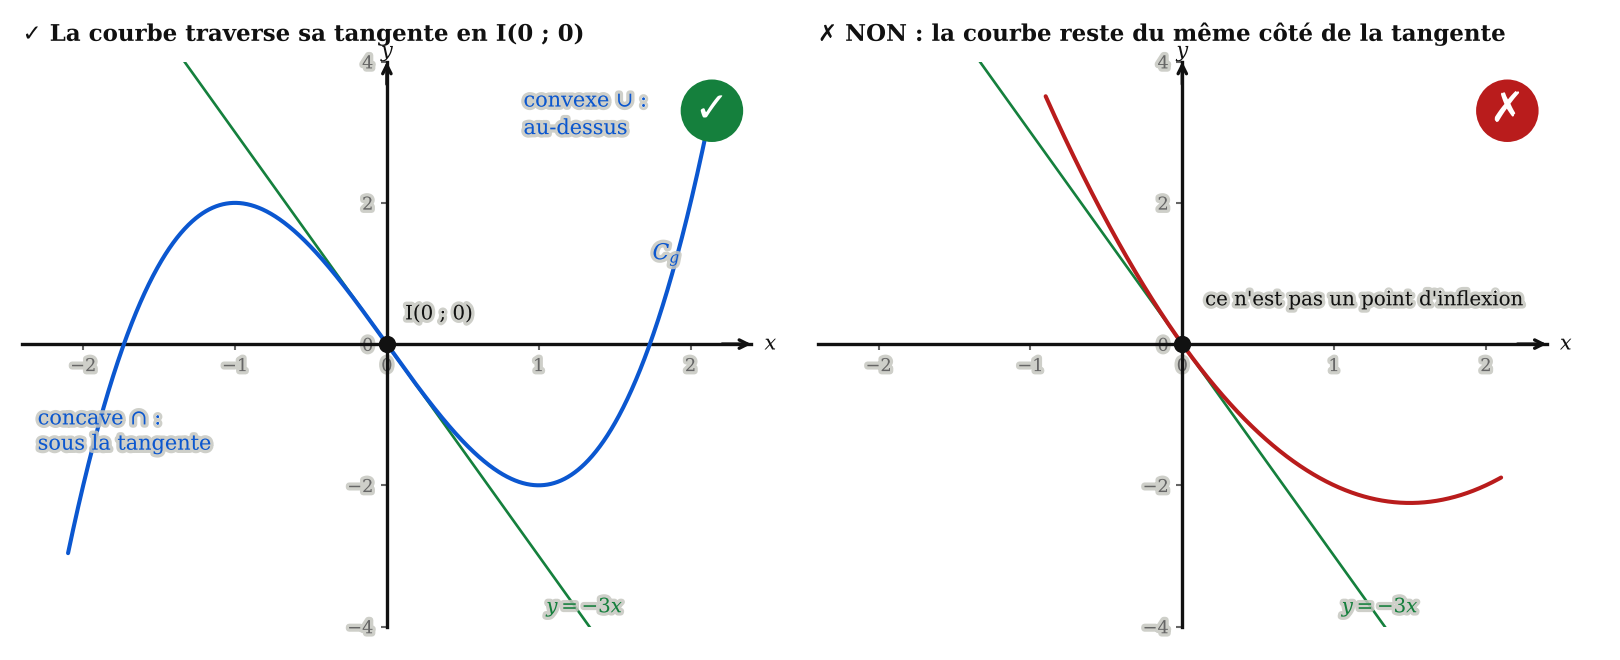 ✓ La courbe traverse sa tangente en I(0 ; 0)
y
4
convexe ∪ :
au-dessus
✓
2
C_g
I(0 ; 0)
0
x
−2
−1
0
1
2
concave ∩ :
sous la tangente
−2
y = −3x
−4
✗ NON : la courbe reste du même côté de la tangente
y
4
✗
2
ce n'est pas un point d'inflexion
0
x
−2
−1
0
1
2
−2
y = −3x
−4